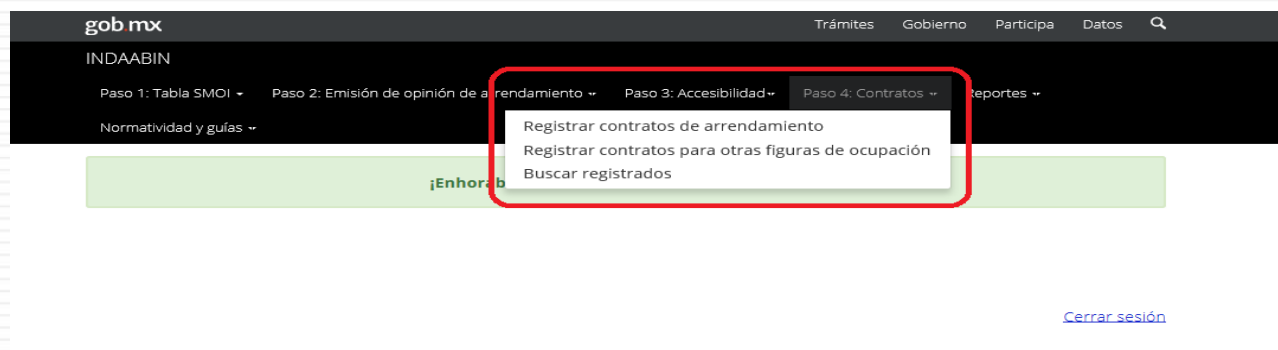 gob.mx Trámites Gobierno Participa Datos
INDAABIN
Paso 1: Tabla SMOI Paso 2: Emisión de opinión de arrendamiento Paso 3: Accesibilidad Paso 4: Contratos Reportes
Normatividad y guías
Registrar contratos de arrendamiento
Registrar contratos para otras figuras de ocupación
Buscar registrados
Cerrar sesión